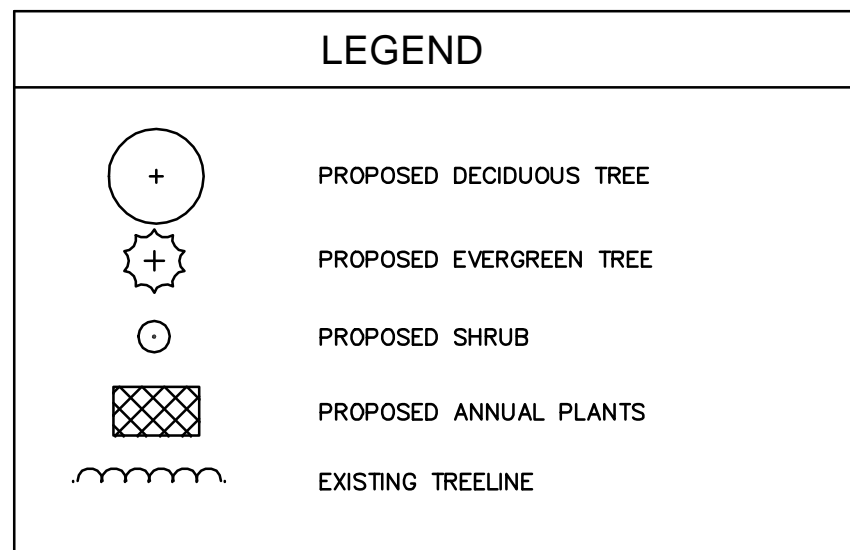 LEGEND
PROPOSED DECIDUOUS TREE
PROPOSED EVERGREEN TREE
PROPOSED SHRUB
PROPOSED ANNUAL PLANTS
EXISTING TREELINE